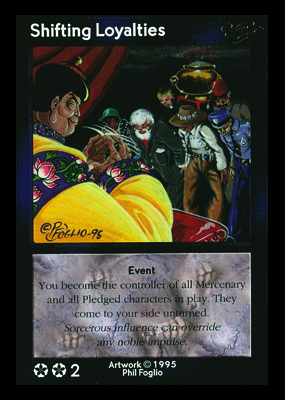 Shifting Loyalties
©PFOGLIO-95
Event
You become the controller of all Mercenary
and all Pledged characters in play. They
come to your side unturned.
Sorcerous influence can override
any noble impulse.
2
Artwork © 1995
Phil Foglio